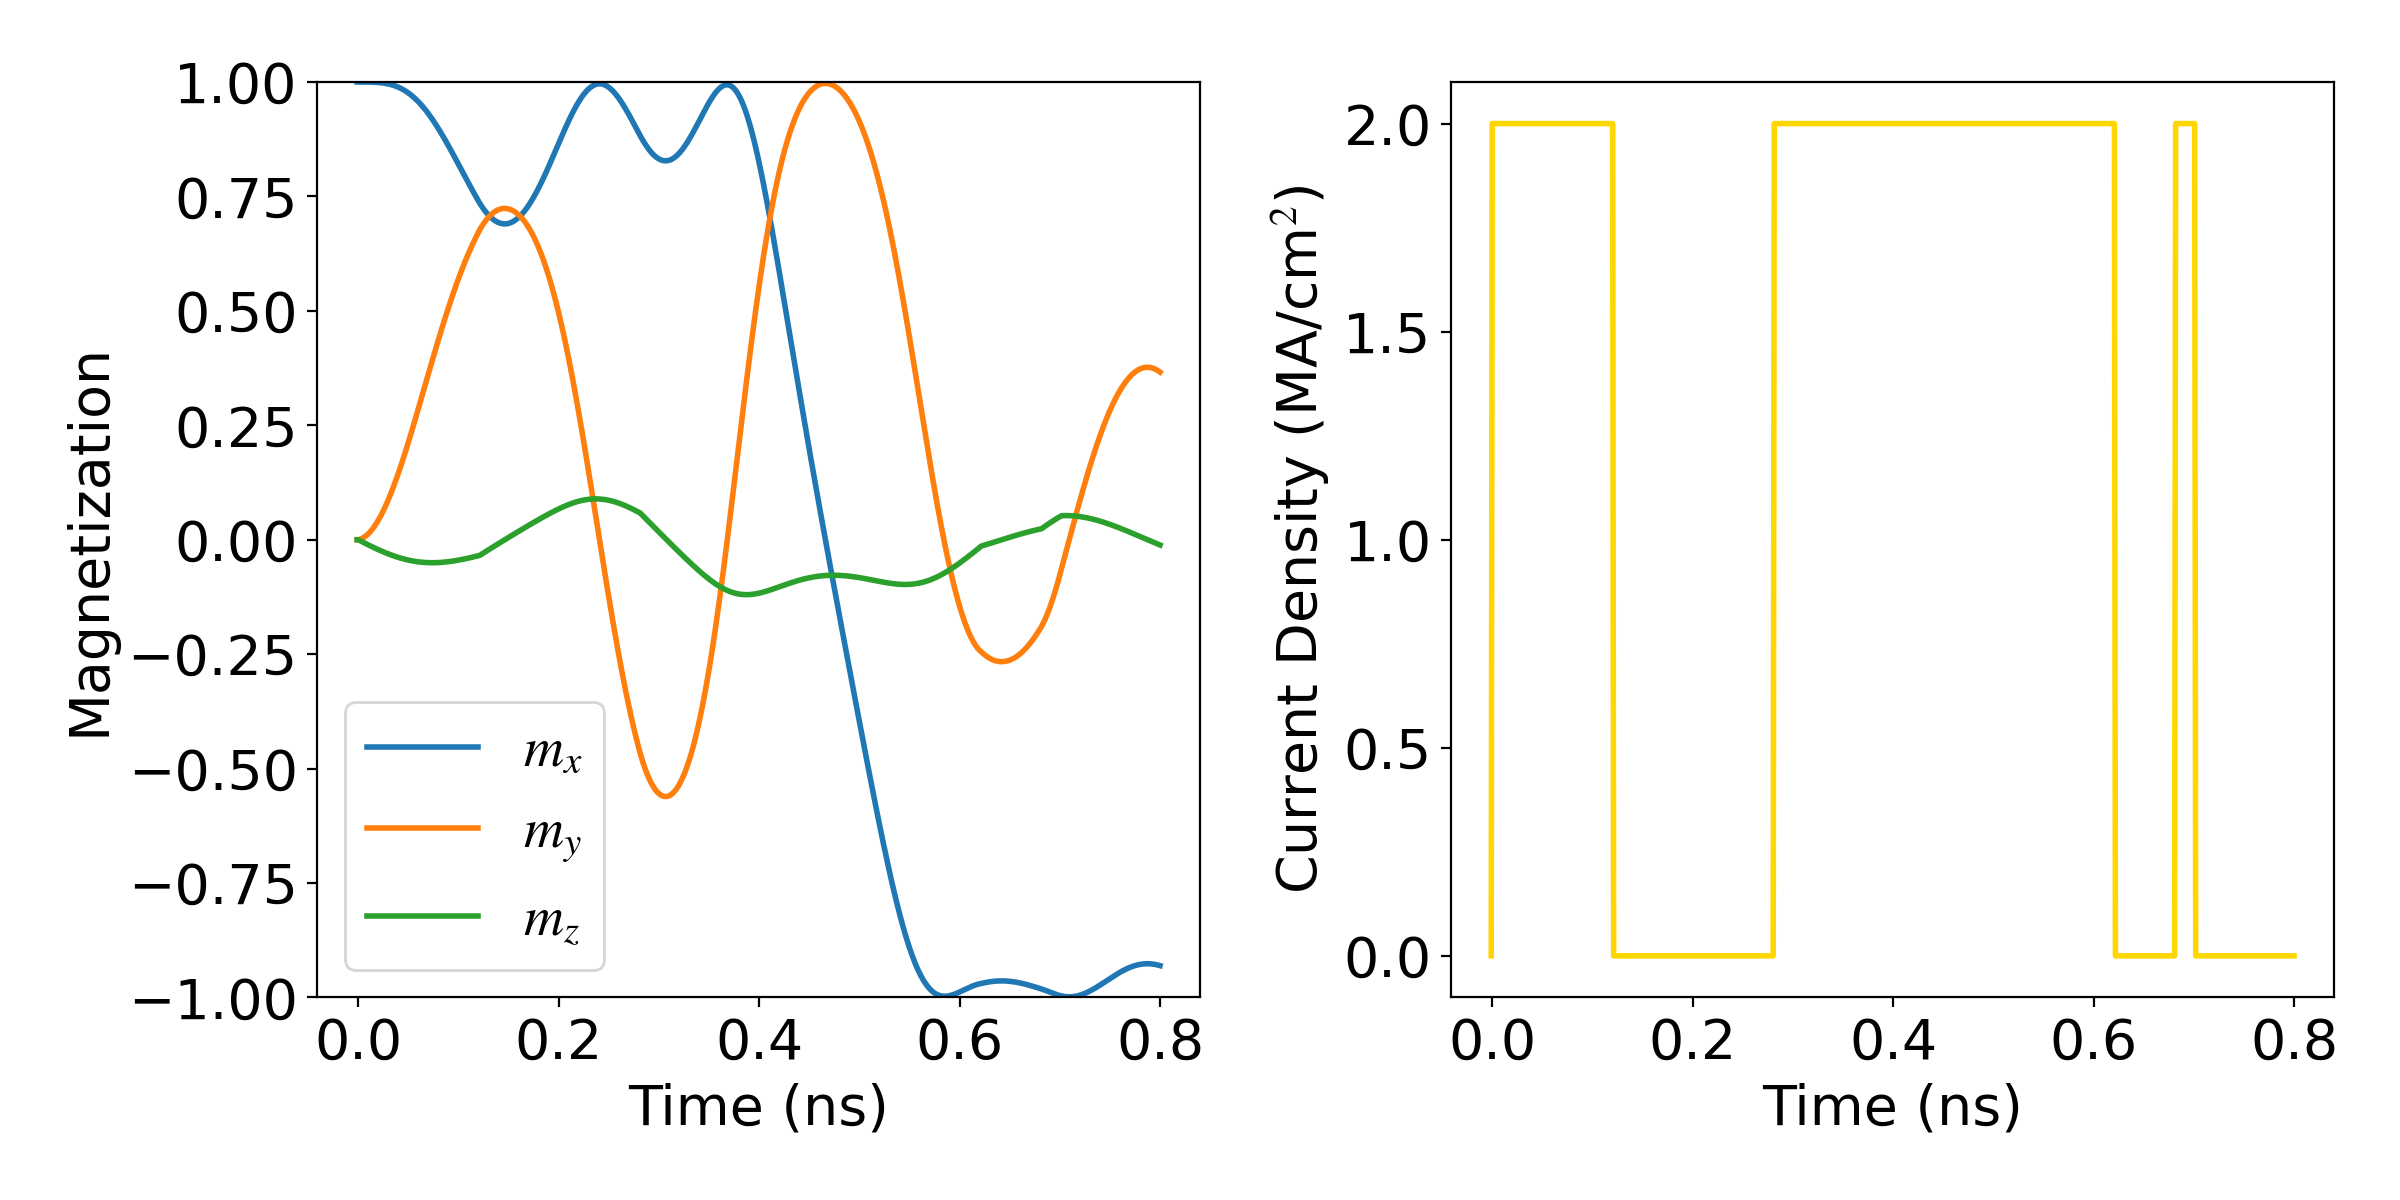 Magnetization
1.00
0.75
0.50
0.25
0.00
−0.25
−0.50
−0.75
−1.00
m_x
m_y
m_z
0.0 0.2 0.4 0.6 0.8
Time (ns)
Current Density (MA/cm²)
2.0
1.5
1.0
0.5
0.0
0.0 0.2 0.4 0.6 0.8
Time (ns)